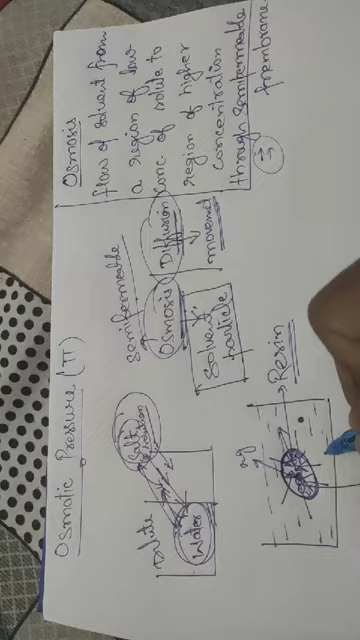 Osmotic Pressure (π)
Semipermeable
Osmosis
Diffusion
movement
Solvent
particle
Dilute
Water
Salt
solution
Resin
Osmosis
flow of solvent from
a region of low
conc of solute to
region of higher
concentration
through semipermeable
membrane